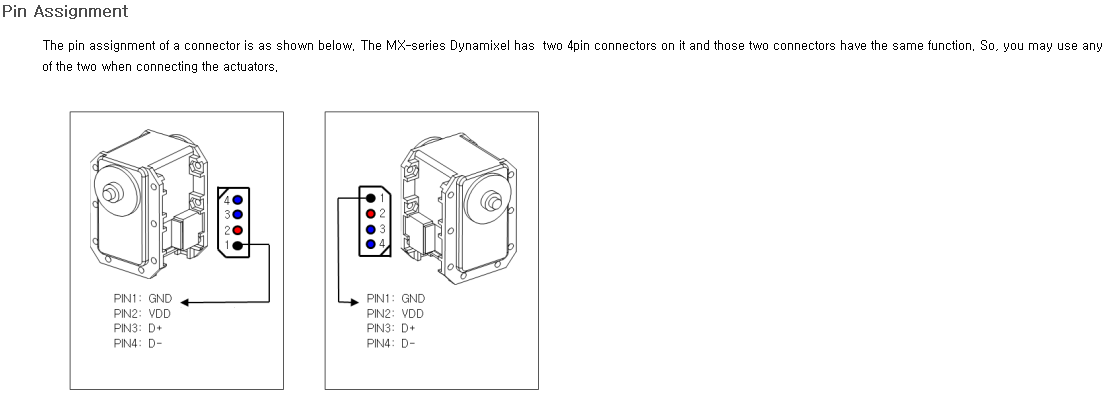 Pin Assignment
The pin assignment of a connector is as shown below. The MX-series Dynamixel has two 4pin connectors on it and those two connectors have the same function. So, you may use any
of the two when connecting the actuators.
4
3
2
1
PIN1: GND
PIN2: VDD
PIN3: D+
PIN4: D-
1
2
3
4
PIN1: GND
PIN2: VDD
PIN3: D+
PIN4: D-